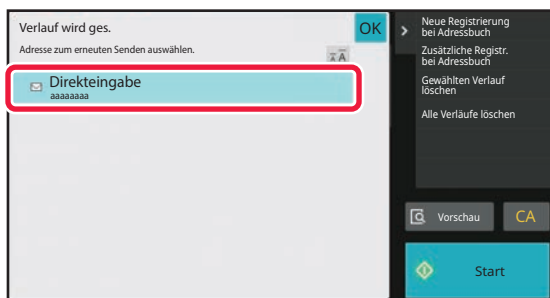 Verlauf wird ges.
OK
Adresse zum erneuten Senden auswählen.
Direkteingabe
aaaaaaaa
Neue Registrierung
bei Adressbuch
Zusätzliche Registr.
bei Adressbuch
Gewählten Verlauf
löschen
Alle Verläufe löschen
Vorschau
CA
Start